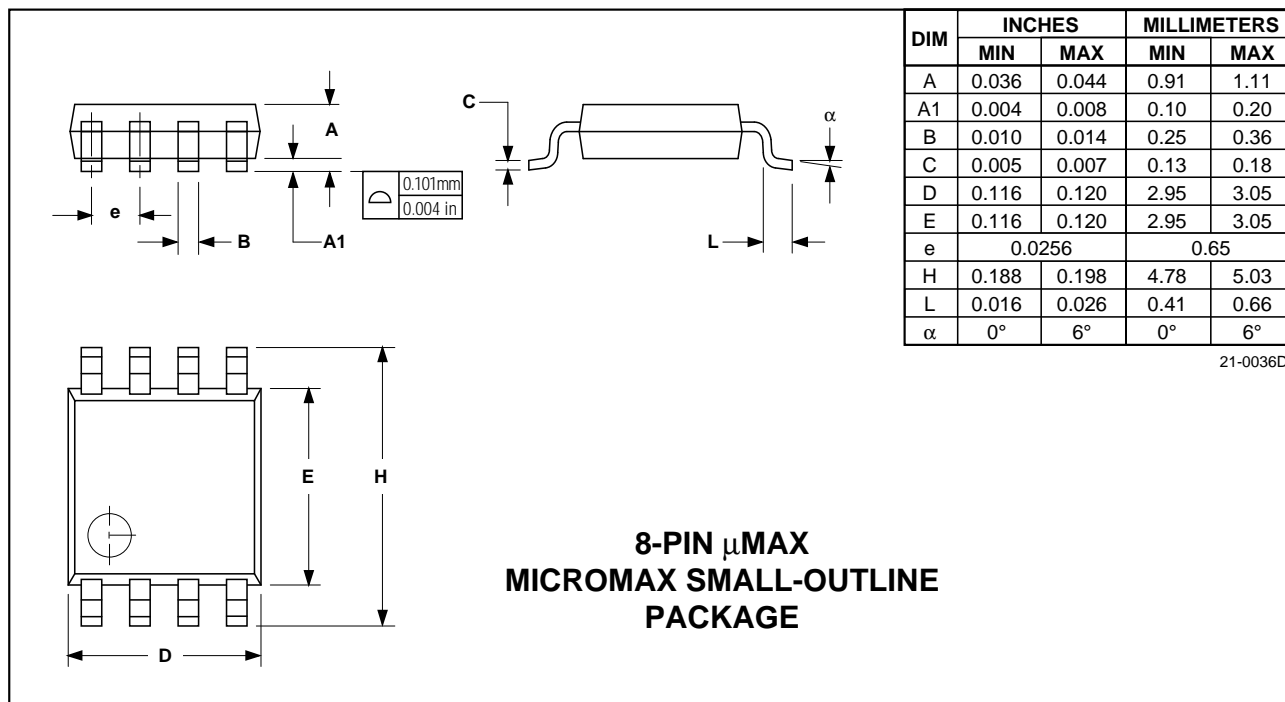 DIM INCHES MILLIMETERS
MIN MAX MIN MAX
A 0.036 0.044 0.91 1.11
A1 0.004 0.008 0.10 0.20
B 0.010 0.014 0.25 0.36
C 0.005 0.007 0.13 0.18
D 0.116 0.120 2.95 3.05
E 0.116 0.120 2.95 3.05
e 0.0256 0.65
H 0.188 0.198 4.78 5.03
L 0.016 0.026 0.41 0.66
α 0° 6° 0° 6°
21-0036D
A
C
α
0.101mm
0.004 in
e
B
A1
L
E
H
D
8-PIN μMAX
MICROMAX SMALL-OUTLINE
PACKAGE